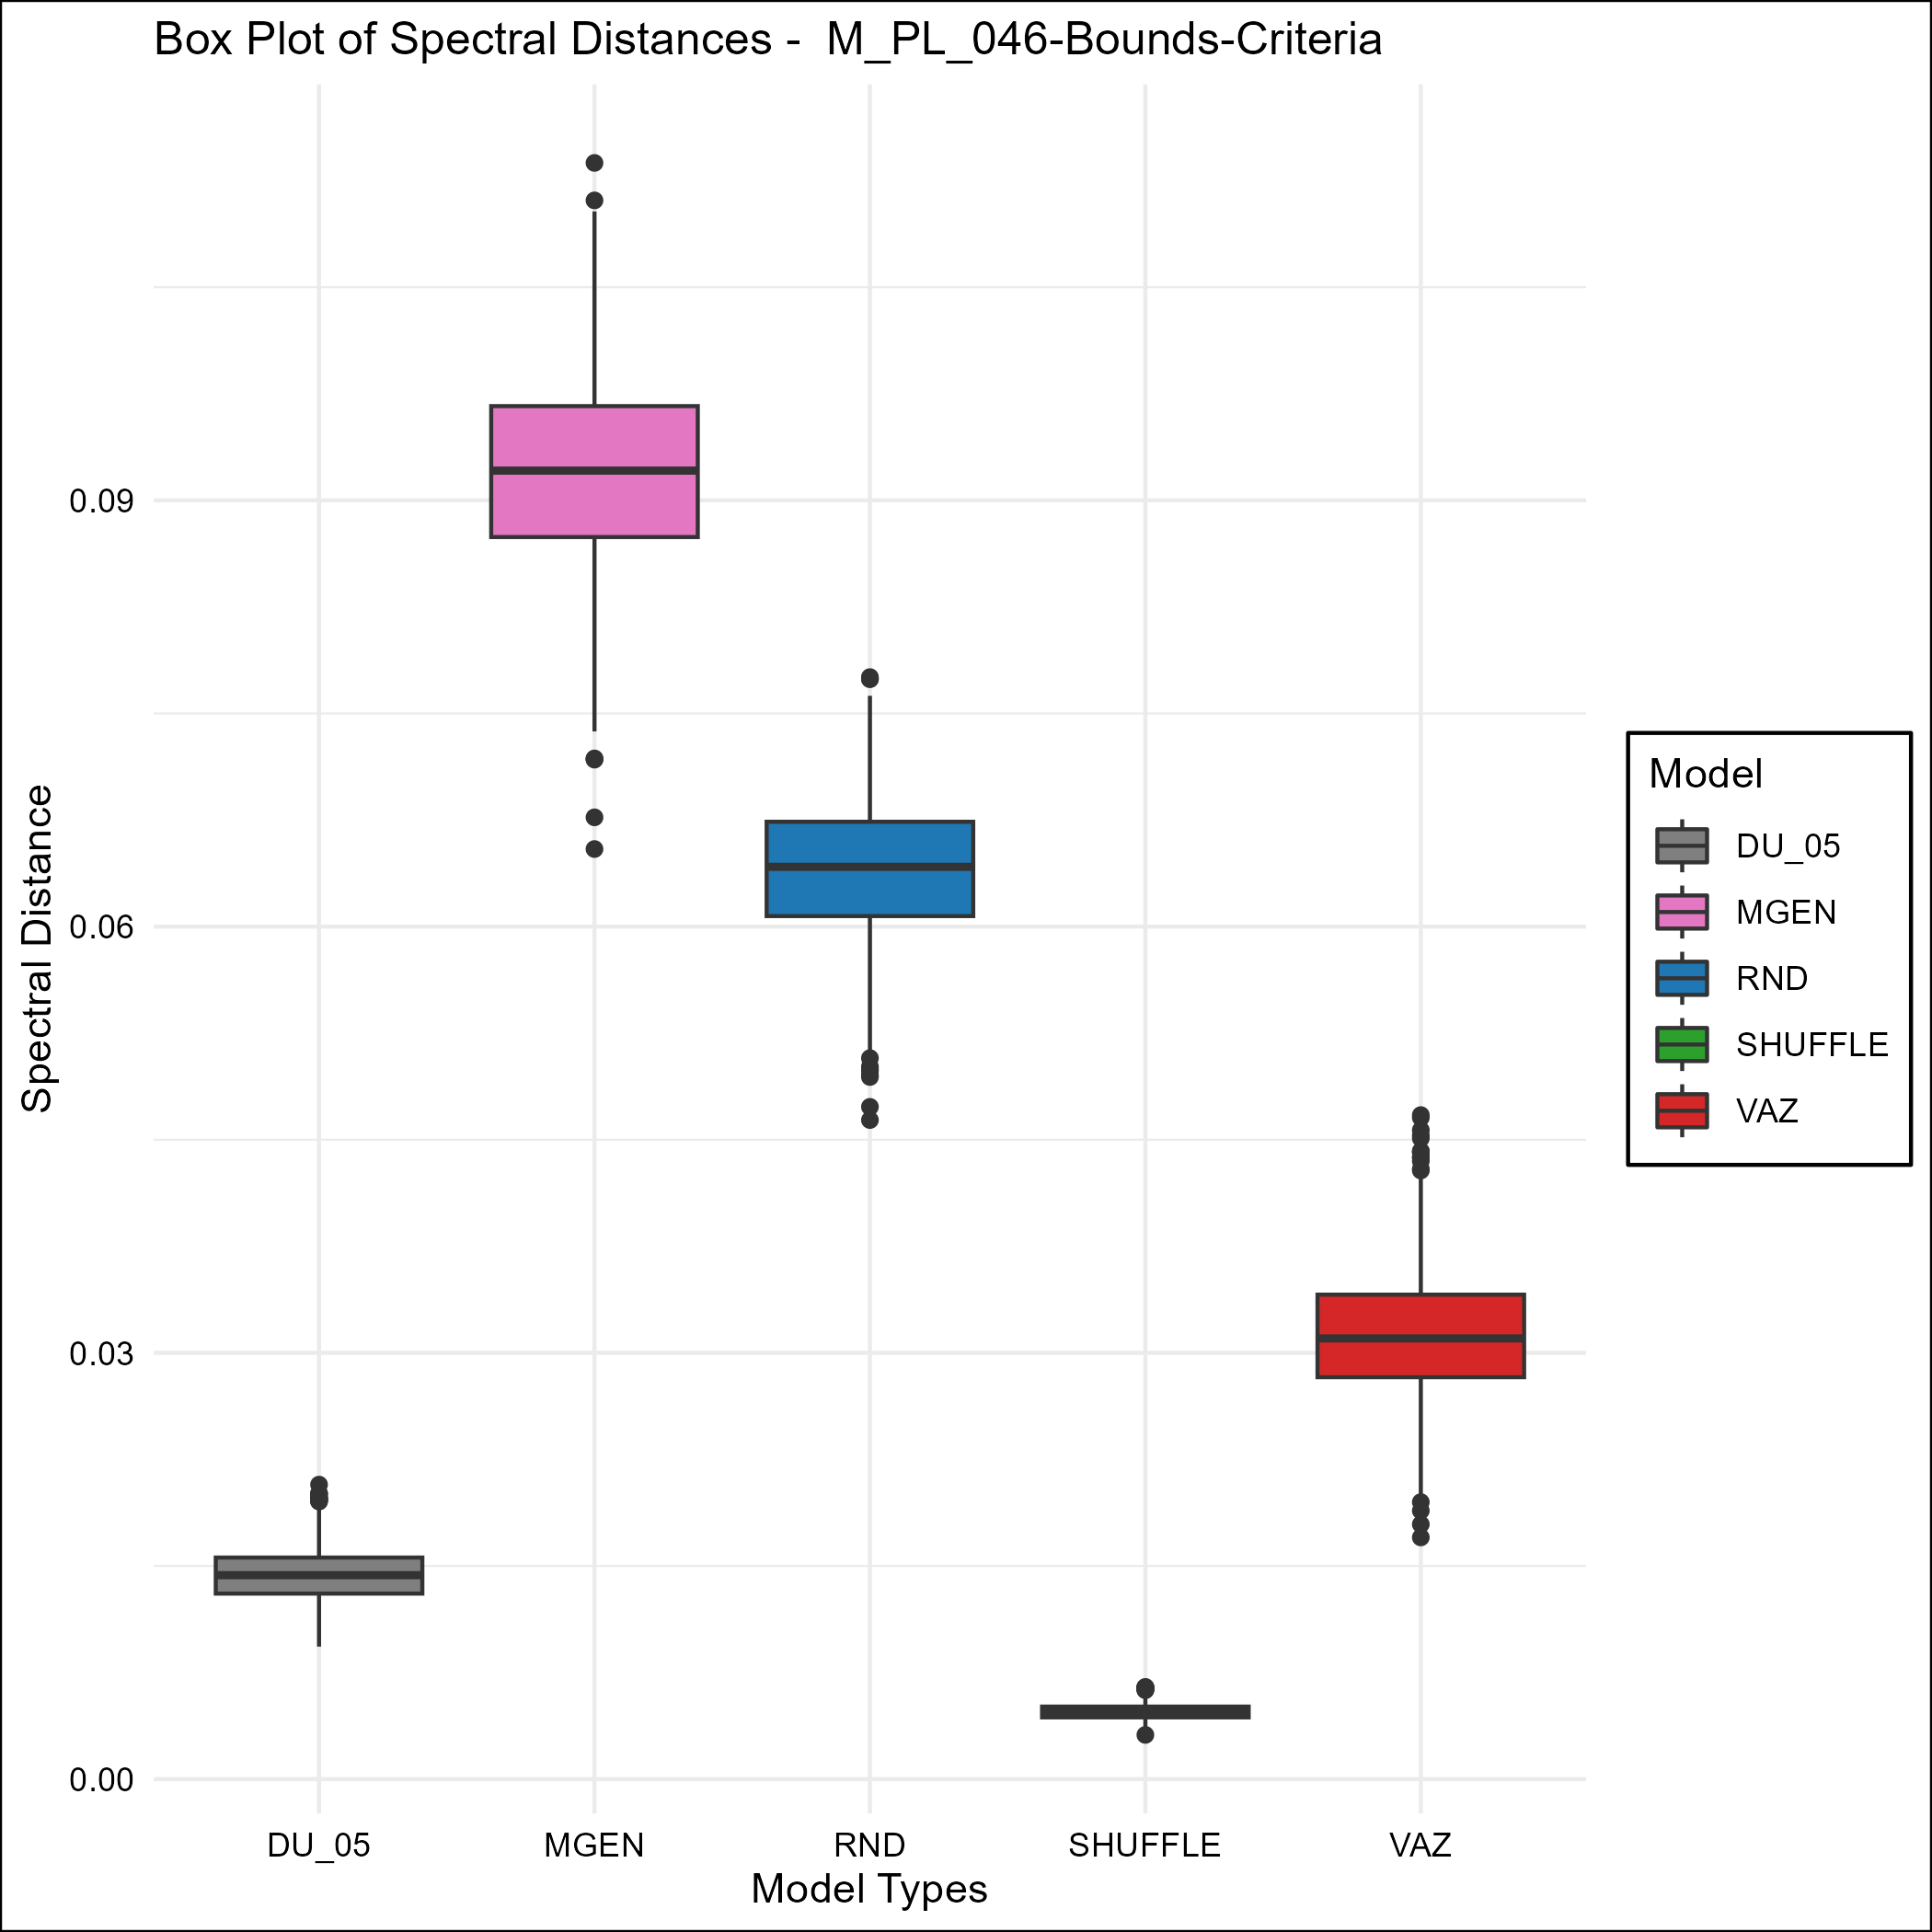 Box Plot of Spectral Distances -  M_PL_046-Bounds-Criteria
Spectral Distance
0.09
0.06
0.03
0.00
DU_05 MGEN RND SHUFFLE VAZ
Model Types
Model
DU_05
MGEN
RND
SHUFFLE
VAZ